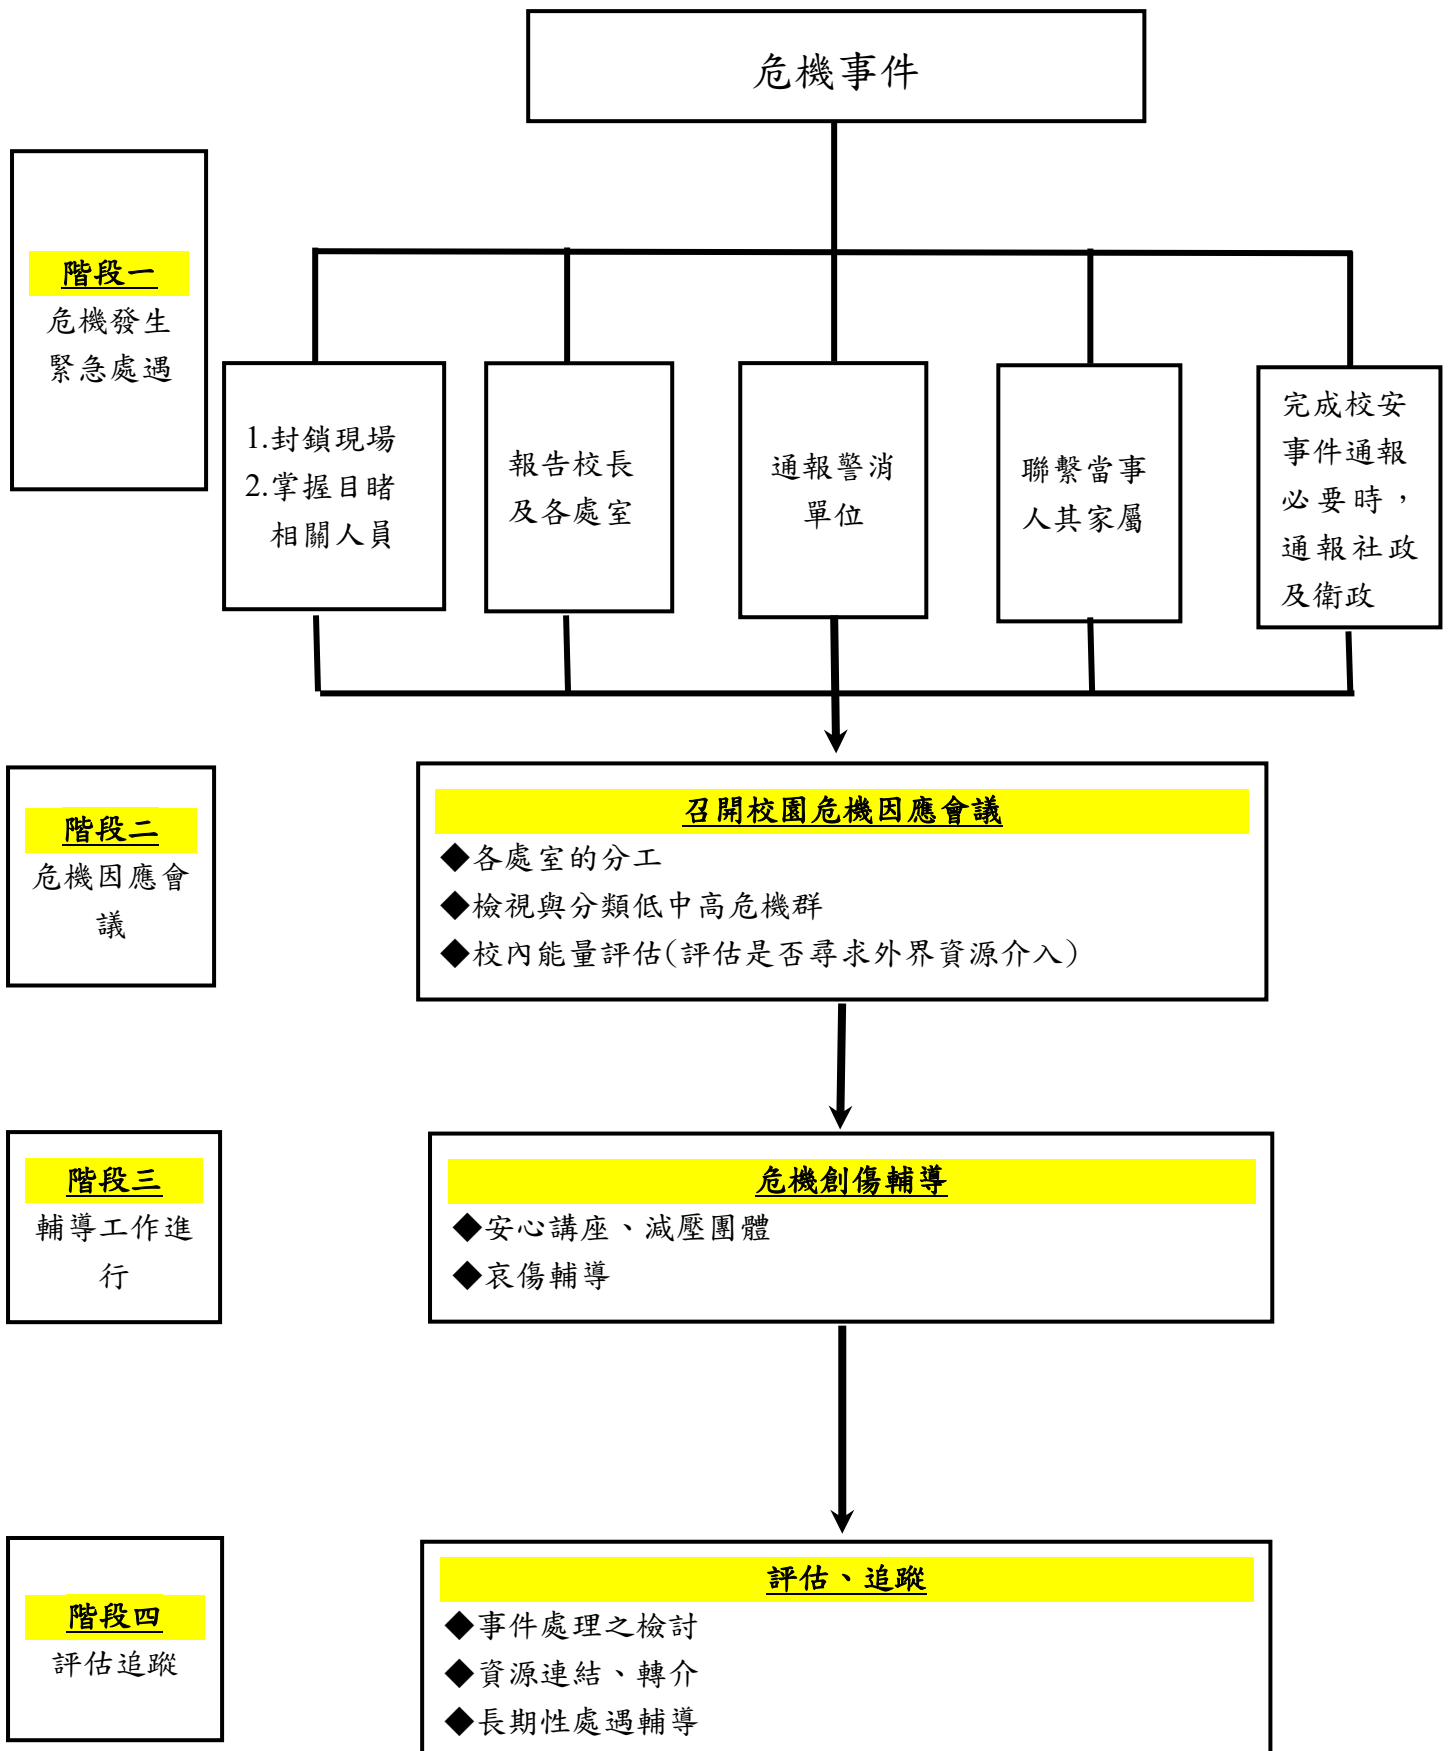 危機事件
階段一
危機發生
緊急處遇
1.封鎖現場
2.掌握目睹
相關人員
報告校長
及各處室
通報警消
單位
聯繫當事
人其家屬
完成校安
事件通報
必要時，
通報社政
及衛政
階段二
危機因應會
議
召開校園危機因應會議
◆各處室的分工
◆檢視與分類低中高危機群
◆校內能量評估(評估是否尋求外界資源介入)
階段三
輔導工作進
行
危機創傷輔導
◆安心講座、減壓團體
◆哀傷輔導
階段四
評估追蹤
評估、追蹤
◆事件處理之檢討
◆資源連結、轉介
◆長期性處遇輔導